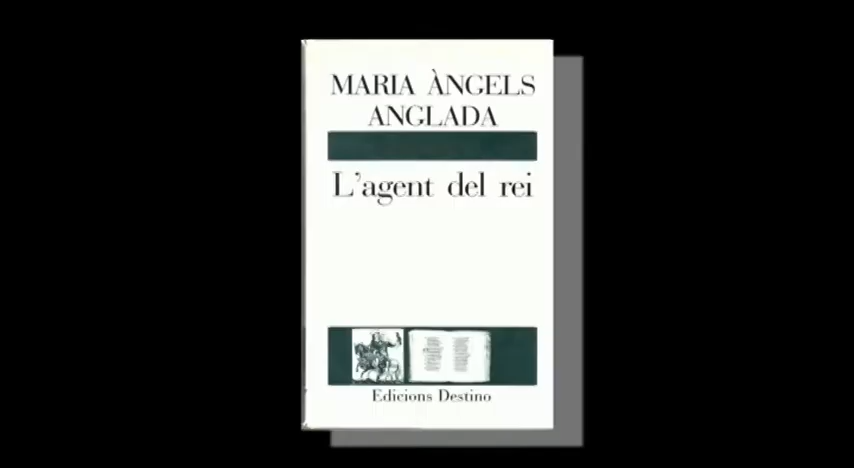 MARIA ÀNGELS
ANGLADA
L'agent del rei
Edicions Destino